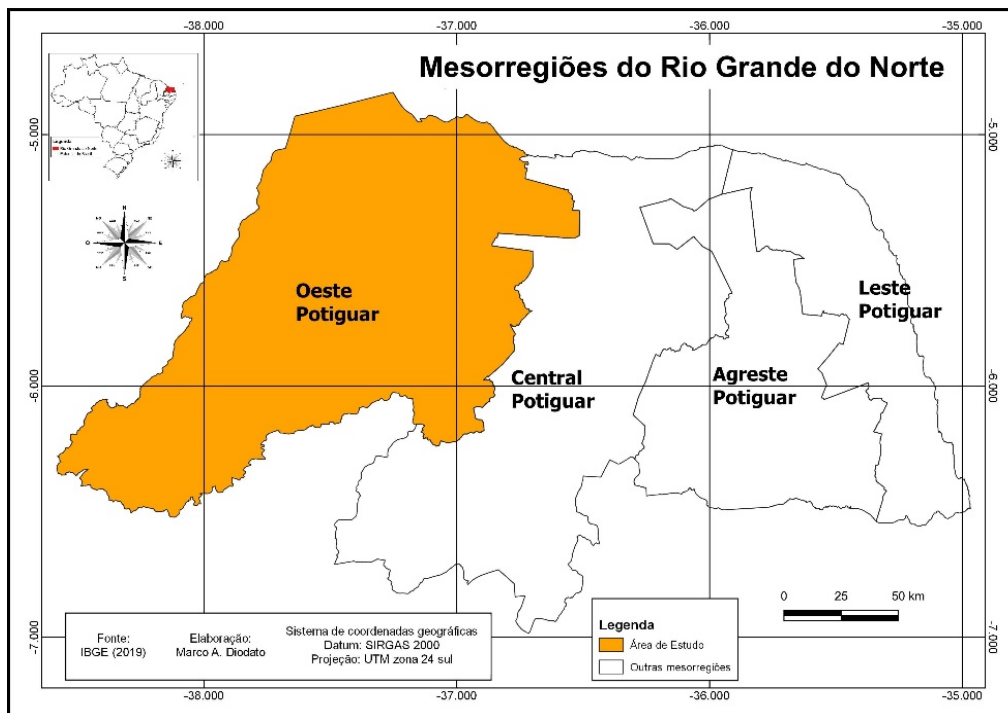 -38.000
-37.000
-36.000
-35.000
Mesorregiões do Rio Grande do Norte
Legenda
-5.000
-5.000
N
O
E
S
Oeste
Potiguar
Leste
Potiguar
Central
Potiguar
Agreste
Potiguar
-6.000
-6.000
0 25 50 km
Fonte:
IBGE (2019)
Elaboração:
Marco A. Diodato
Sistema de coordenadas geográficas
Datum: SIRGAS 2000
Projeção: UTM zona 24 sul
Legenda
Área de Estudo
Outras mesorregiões
-7.000
-7.000
-38.000
-37.000
-36.000
-35.000